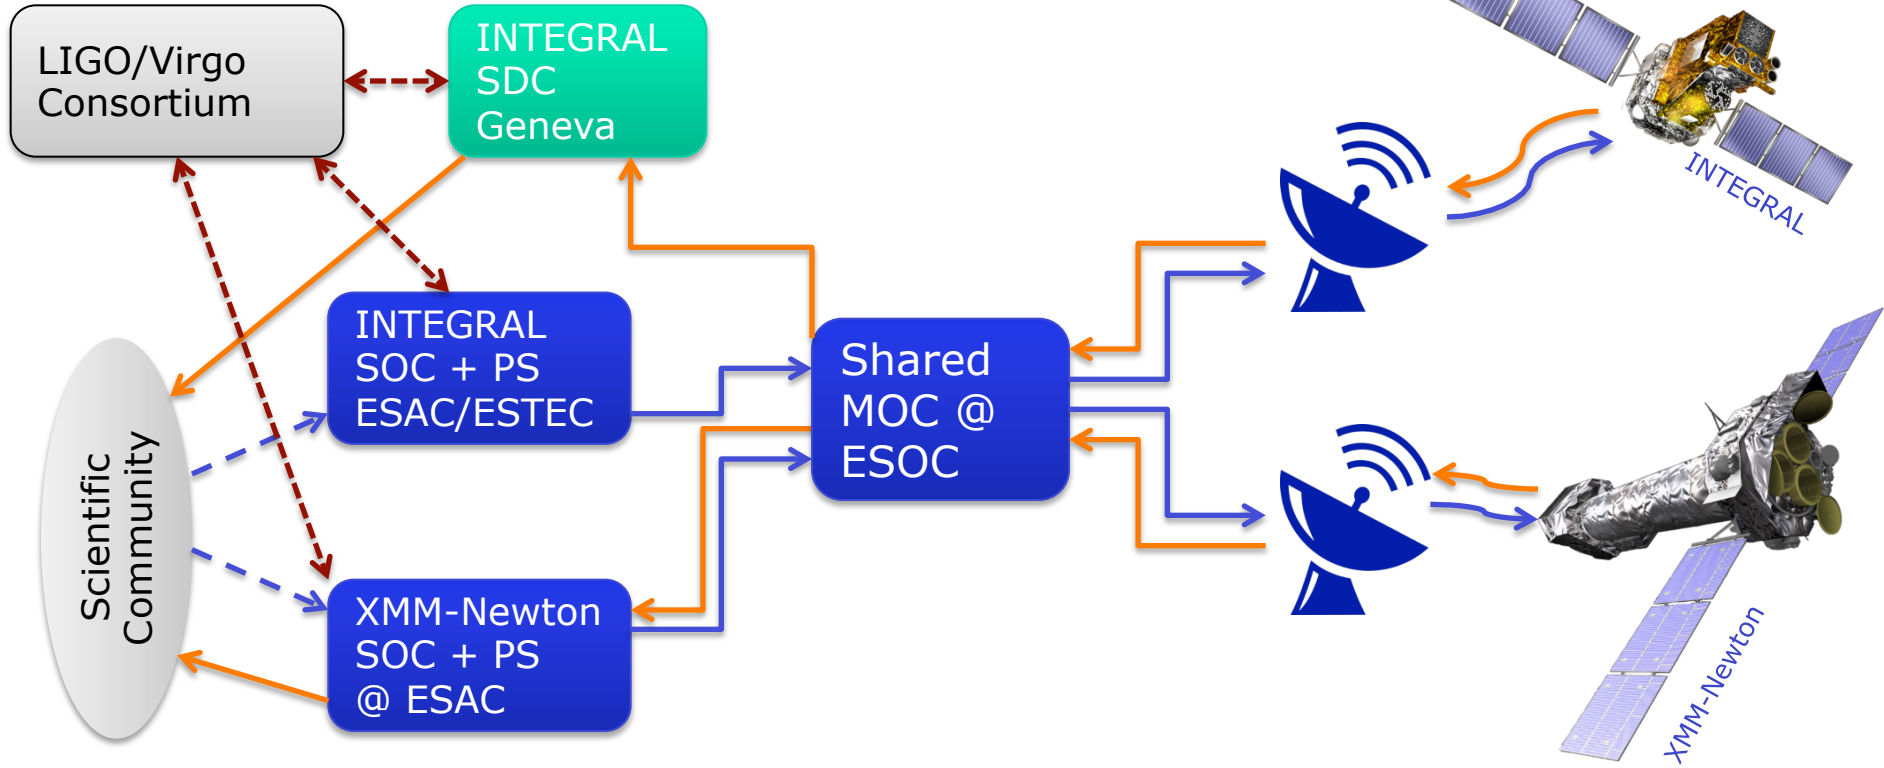 LIGO/Virgo
Consortium
INTEGRAL
SDC
Geneva
INTEGRAL
INTEGRAL
SOC + PS
ESAC/ESTEC
Shared
MOC @
ESOC
Scientific
Community
XMM-Newton
SOC + PS
@ ESAC
XMM-Newton